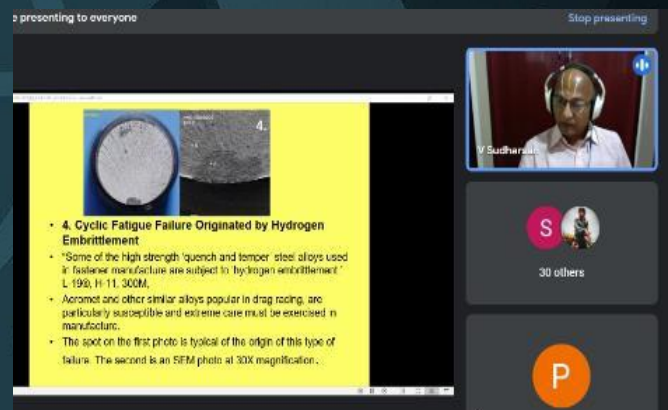 e presenting to everyone
Stop presenting
4.
V Sudharsan
• 4. Cyclic Fatigue Failure Originated by Hydrogen
Embrittlement
• "Some of the high strength 'quench and temper' steel alloys used
in fastener manufacture are subject to 'hydrogen embrittlement.'
L-19®, H-11, 300M,
• Aeromet and other similar alloys popular in drag racing, are
particularly susceptible and extreme care must be exercised in
manufacture.
• The spot on the first photo is typical of the origin of this type of
failure. The second is an SEM photo at 30X magnification.
S
30 others
P